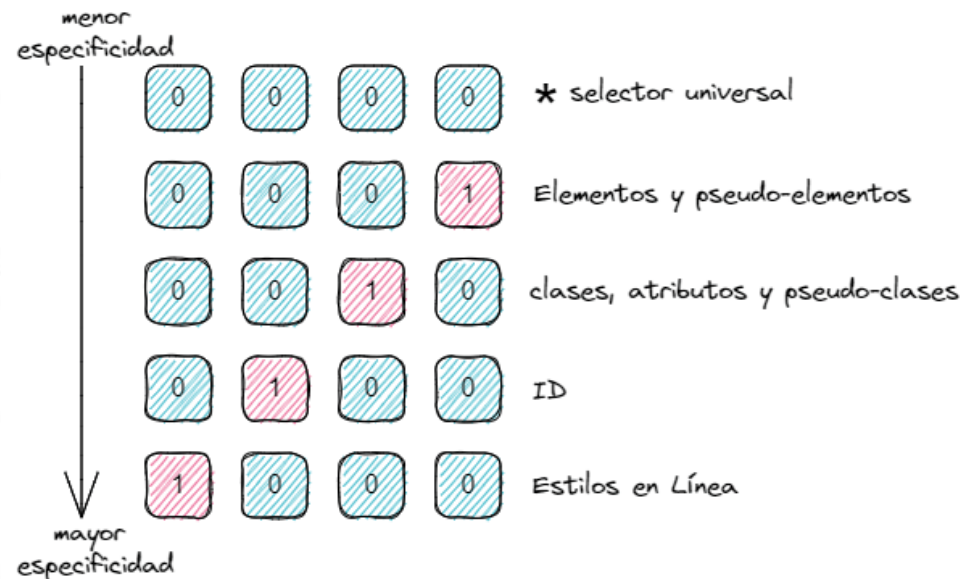 menor
especificidad
0 0 0 0 * selector universal
0 0 0 1 Elementos y pseudo-elementos
0 0 1 0 clases, atributos y pseudo-clases
0 1 0 0 ID
1 0 0 0 Estilos en Línea
mayor
especificidad